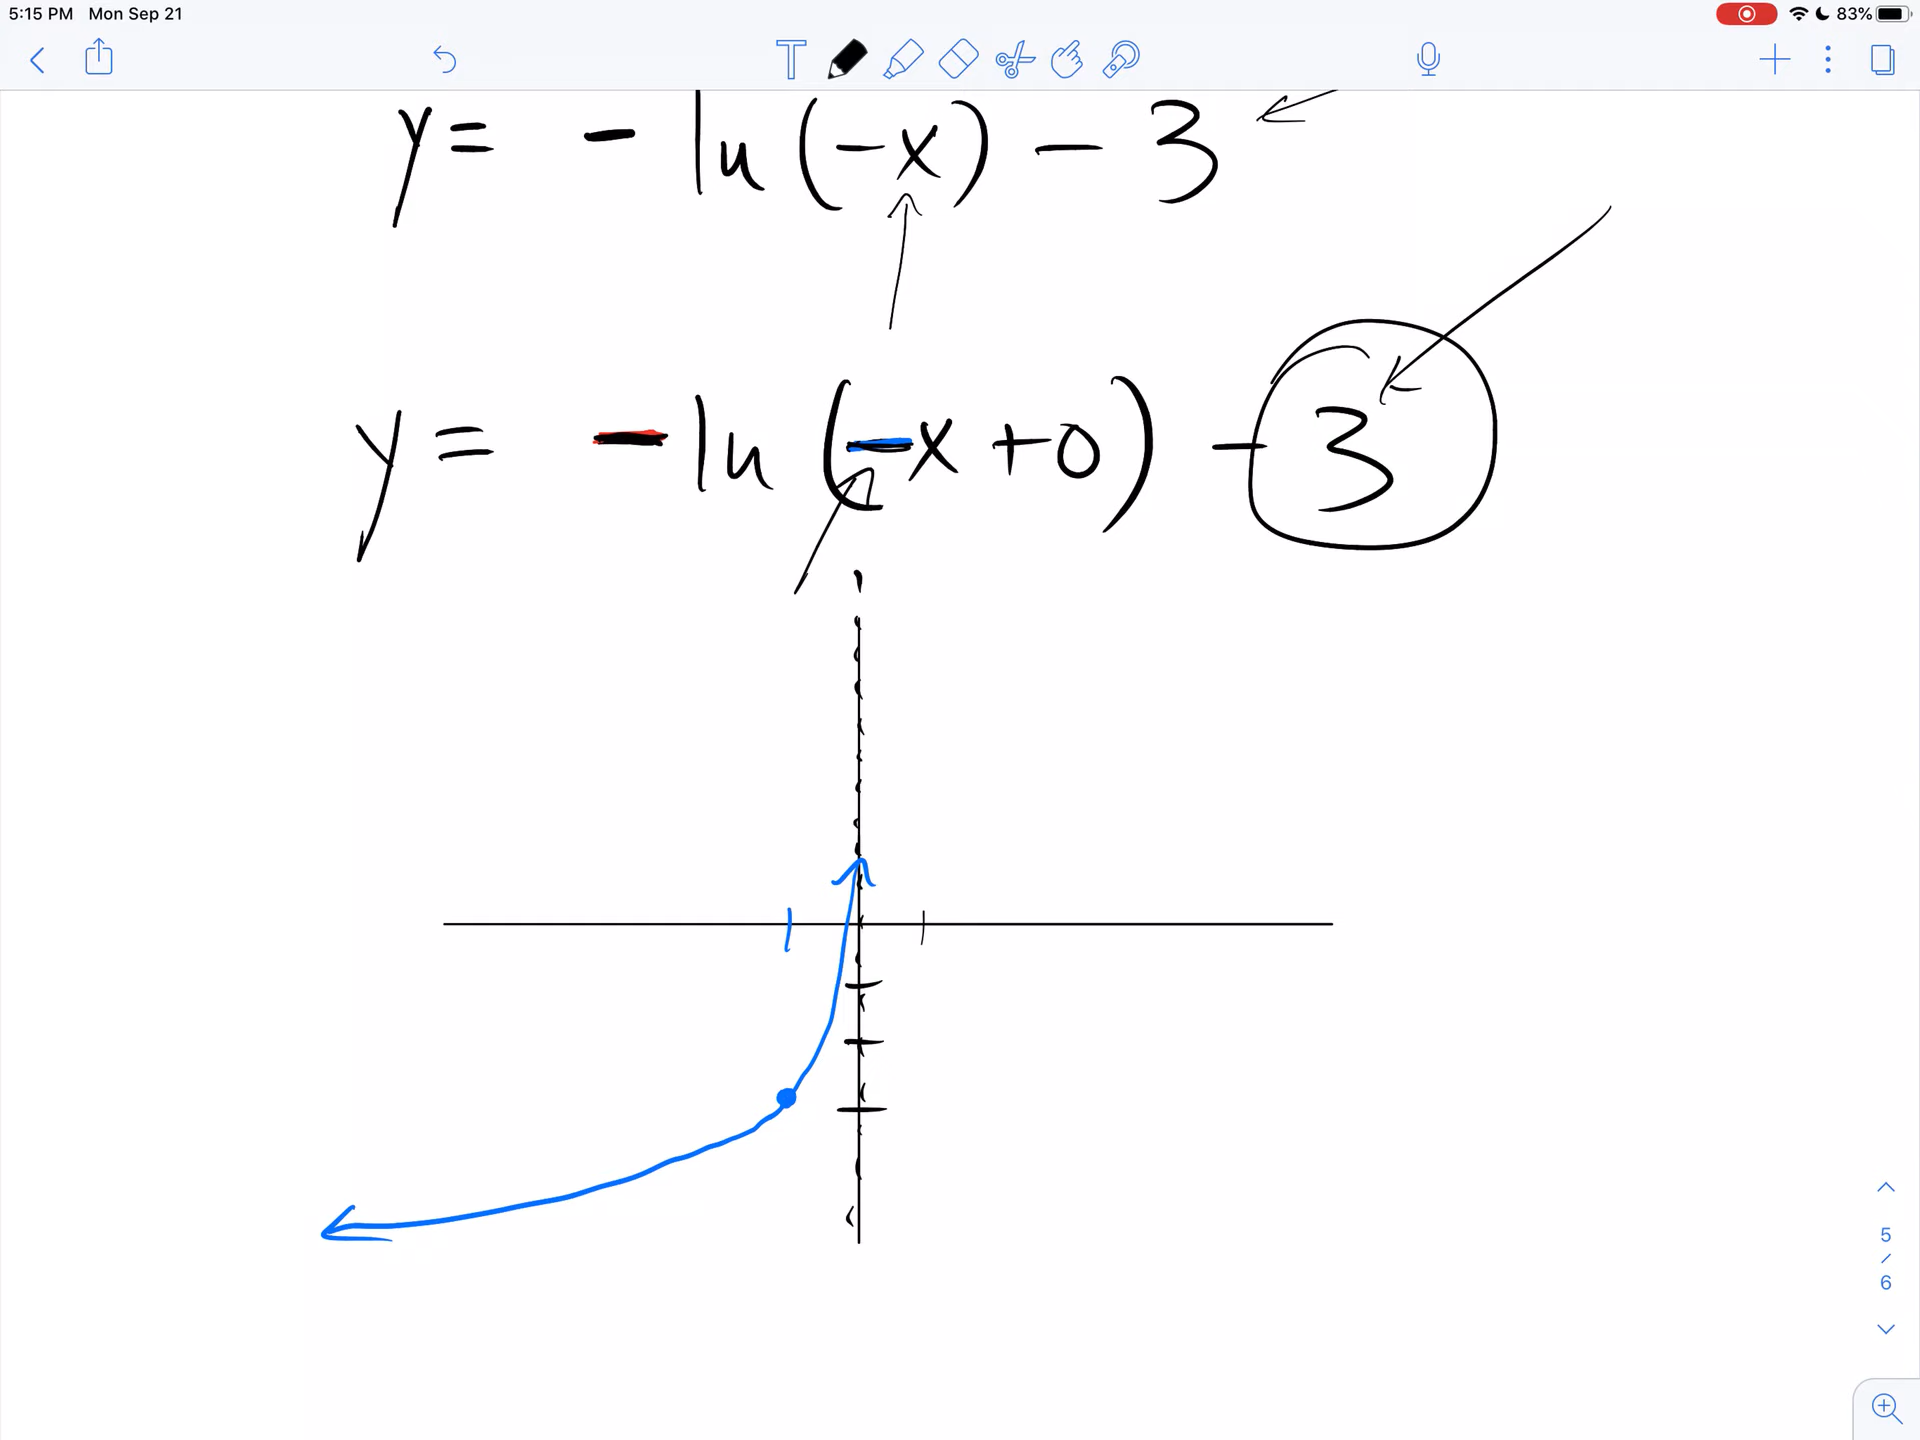 5:15 PM Mon Sep 21
83%
T
y = - ln (-x) - 3
y = - ln (-x + 0) - 3
5
/
6